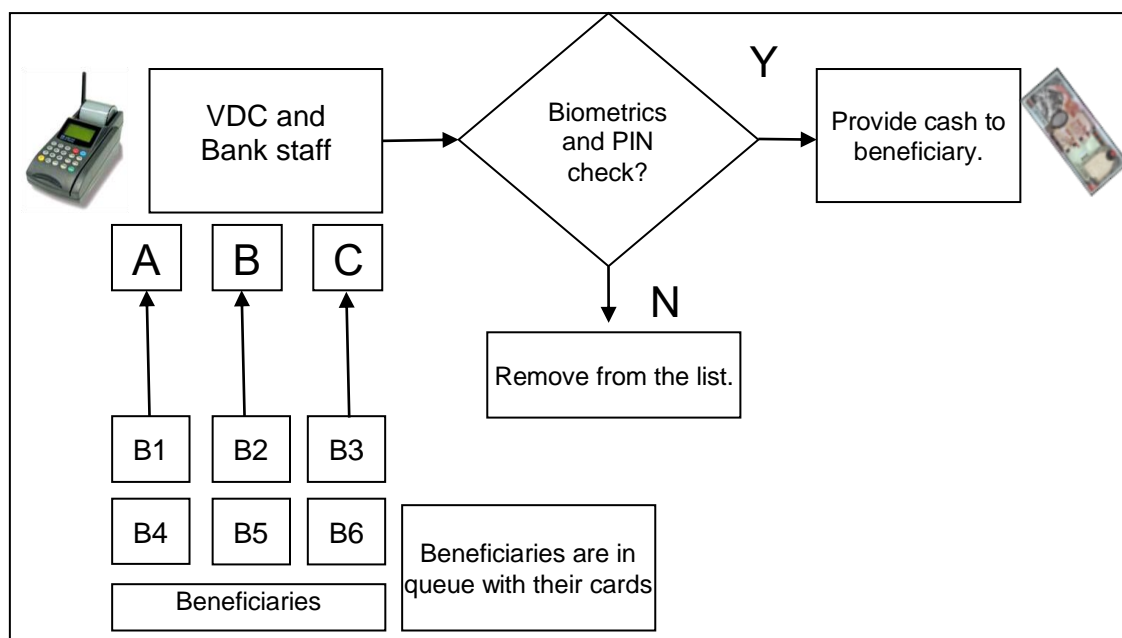 VDC and
Bank staff
Biometrics
and PIN
check?
Y
Provide cash to
beneficiary.
A
B
C
N
Remove from the list.
B1
B2
B3
B4
B5
B6
Beneficiaries are in
queue with their cards
Beneficiaries